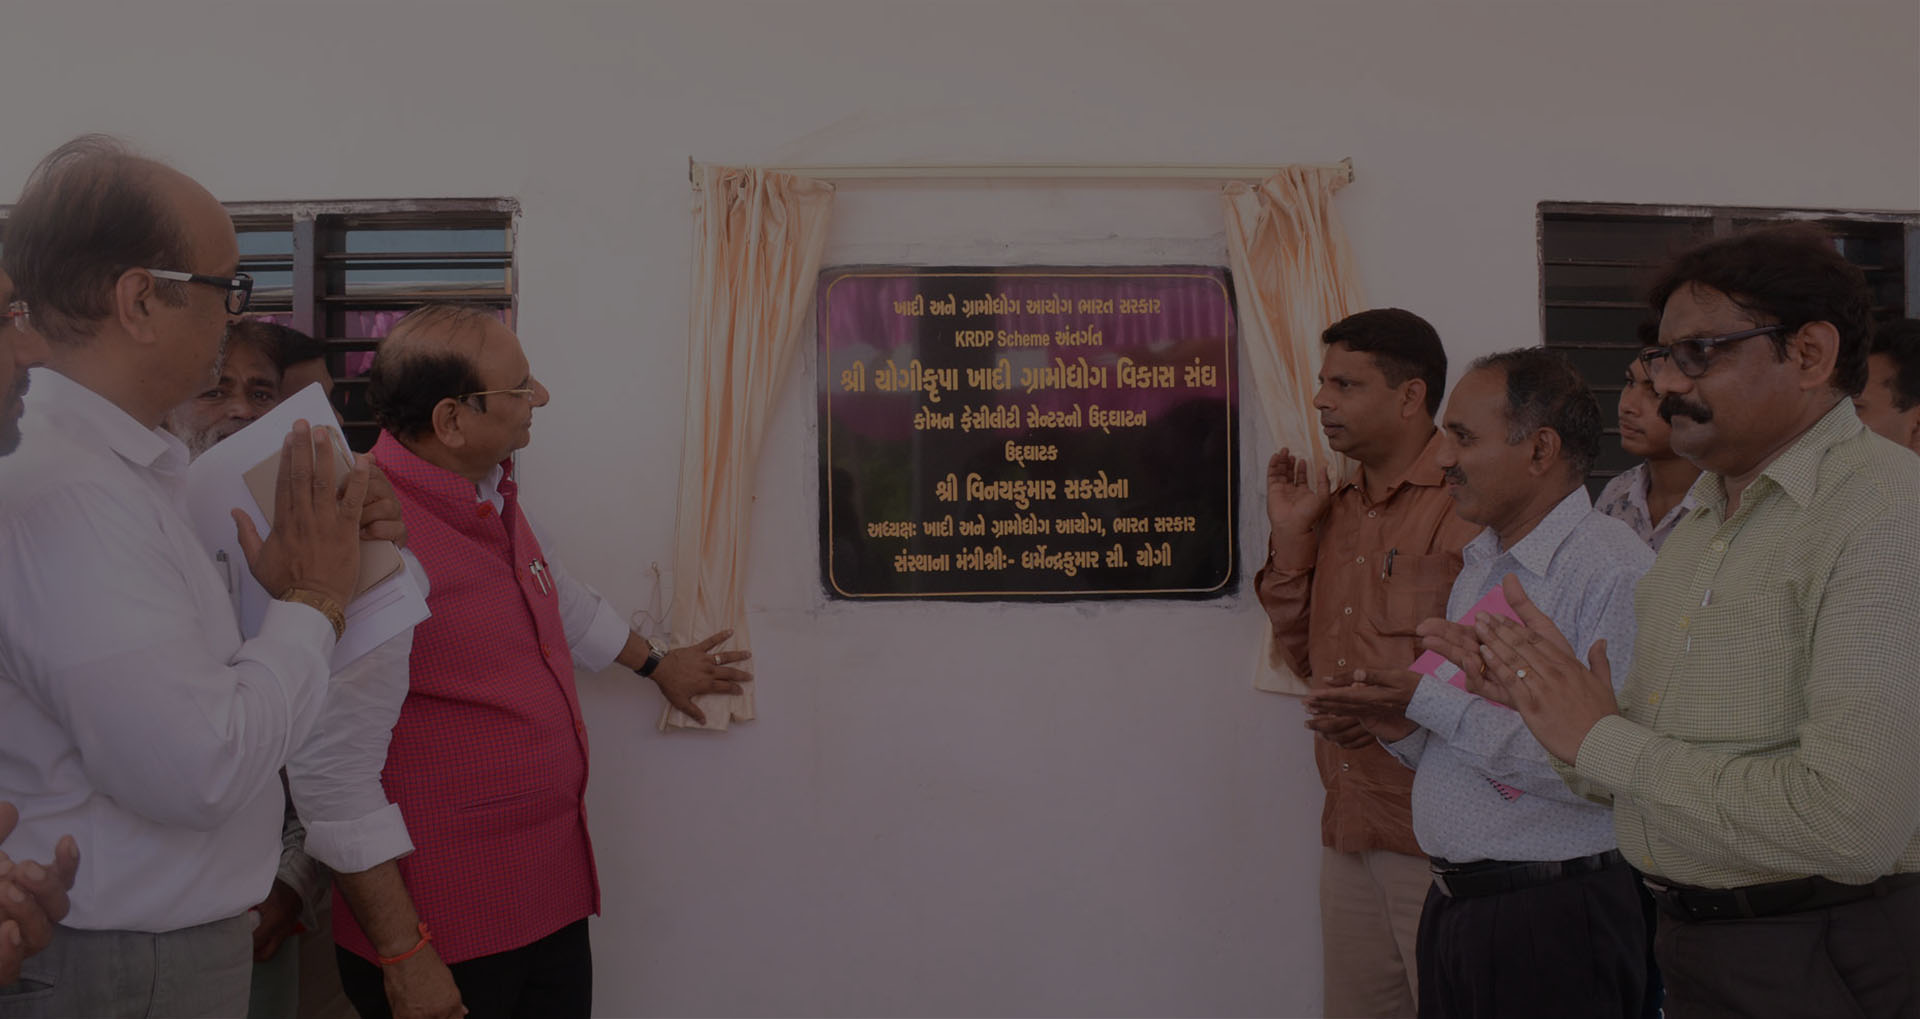 ખાદી અને ગ્રામોધોગ આયોગ ભારત સરકાર
KRDP Scheme અંતર્ગત
શ્રી યોગીકૃપા ખાદી ગ્રામોધોગ વિકાસ સંઘ
કોમન ફેસીલીટી સેન્ટરનો ઉદ્ઘાટન
ઉદ્ઘાટક
શ્રી વિનયકુમાર સકસેના
અધ્યક્ષ: ખાદી અને ગ્રામોધોગ આયોગ, ભારત સરકાર
સંસ્થાના મંત્રીશ્રી:- ધર્મેન્દ્રકુમાર સી. યોગી